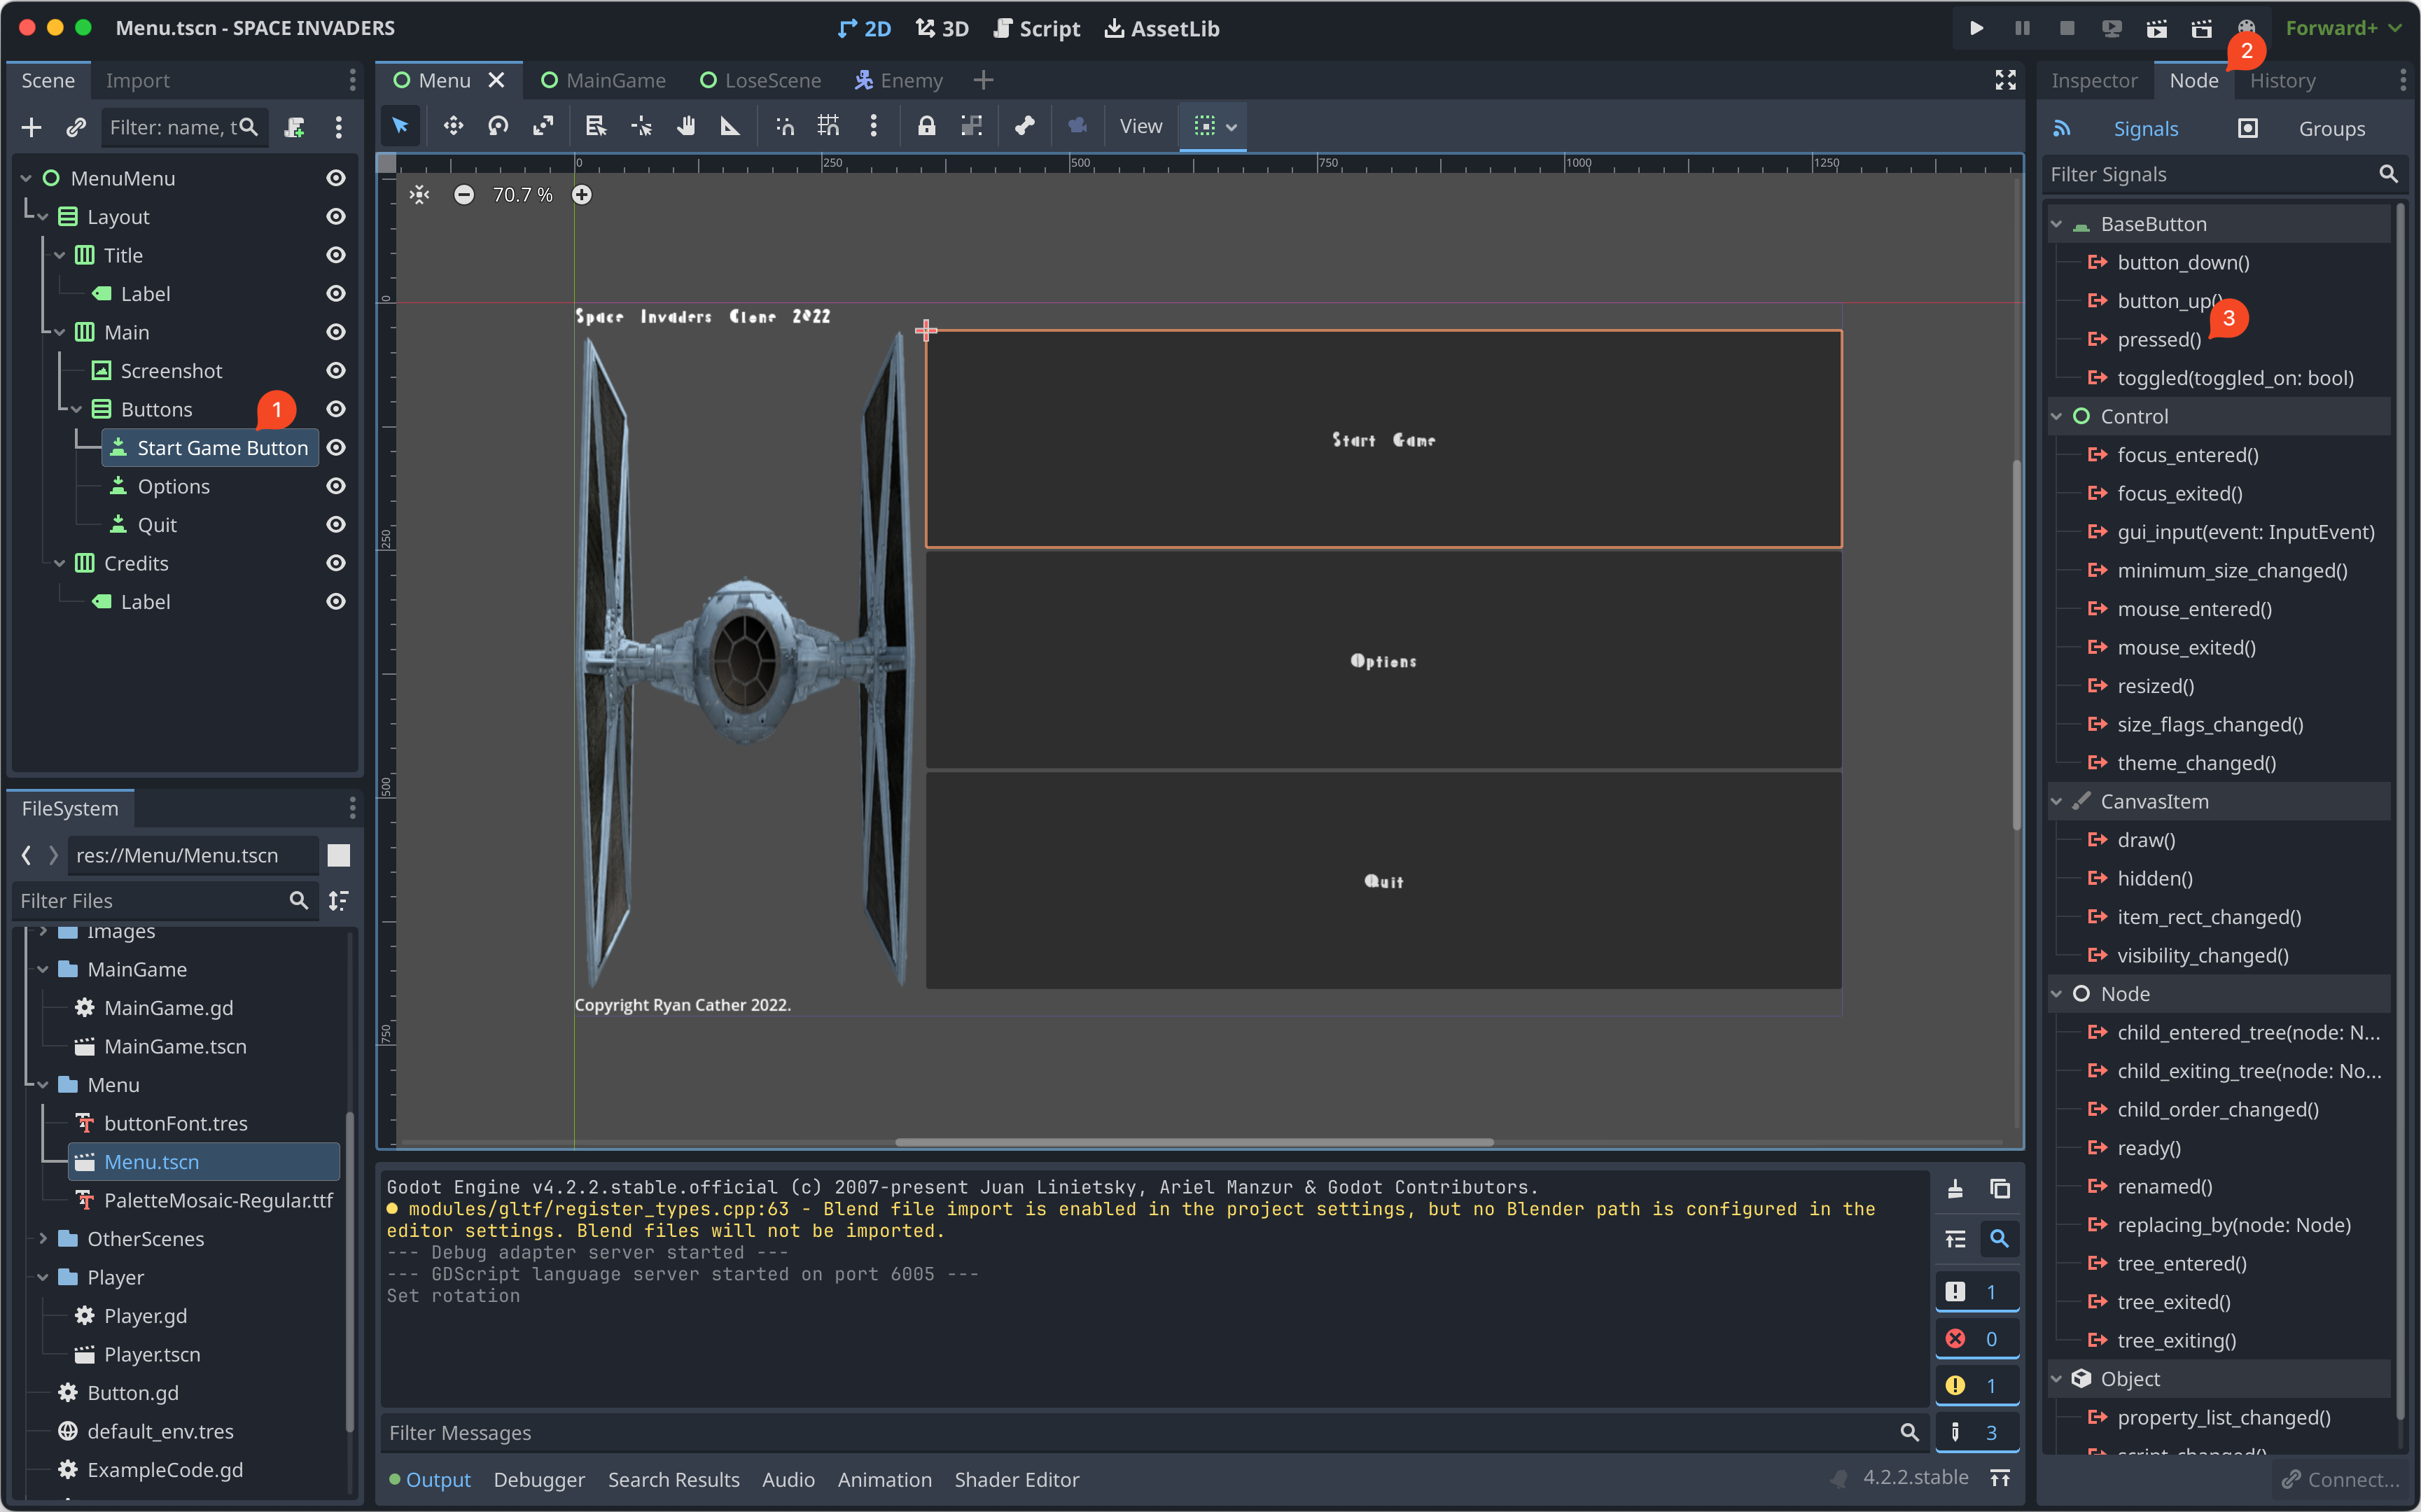 Menu.tscn - SPACE INVADERS
2D 3D Script AssetLib
Forward+
2
Scene Import
Menu MainGame LoseScene Enemy
Inspector Node History
Filter: name, t
View
Signals Groups
Filter Signals
MenuMenu
Layout
Title
Label
Main
Screenshot
Buttons
1
Start Game Button
Options
Quit
Credits
Label
FileSystem
res://Menu/Menu.tscn
Filter Files
Images
MainGame
MainGame.gd
MainGame.tscn
Menu
buttonFont.tres
Menu.tscn
PaletteMosaic-Regular.ttf
OtherScenes
Player
Player.gd
Player.tscn
Button.gd
default_env.tres
ExampleCode.gd
0 250 500 750 1000 1250
70.7 %
0
250
500
750
Space Invaders Clone 2022
Start Game
Options
Quit
Copyright Ryan Cather 2022.
Godot Engine v4.2.2.stable.official (c) 2007-present Juan Linietsky, Ariel Manzur & Godot Contributors.
modules/gltf/register_types.cpp:63 - Blend file import is enabled in the project settings, but no Blender path is configured in the
editor settings. Blend files will not be imported.
--- Debug adapter server started ---
--- GDScript language server started on port 6005 ---
Set rotation
1
0
1
3
Filter Messages
Output Debugger Search Results Audio Animation Shader Editor
4.2.2.stable
BaseButton
button_down()
button_up()
3
pressed()
toggled(toggled_on: bool)
Control
focus_entered()
focus_exited()
gui_input(event: InputEvent)
minimum_size_changed()
mouse_entered()
mouse_exited()
resized()
size_flags_changed()
theme_changed()
CanvasItem
draw()
hidden()
item_rect_changed()
visibility_changed()
Node
child_entered_tree(node: N...
child_exiting_tree(node: No...
child_order_changed()
ready()
renamed()
replacing_by(node: Node)
tree_entered()
tree_exited()
tree_exiting()
Object
property_list_changed()
script_changed()
Connect...